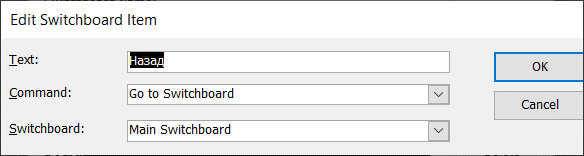 Edit Switchboard Item
Text: Назад OK
Command: Go to Switchboard Cancel
Switchboard: Main Switchboard